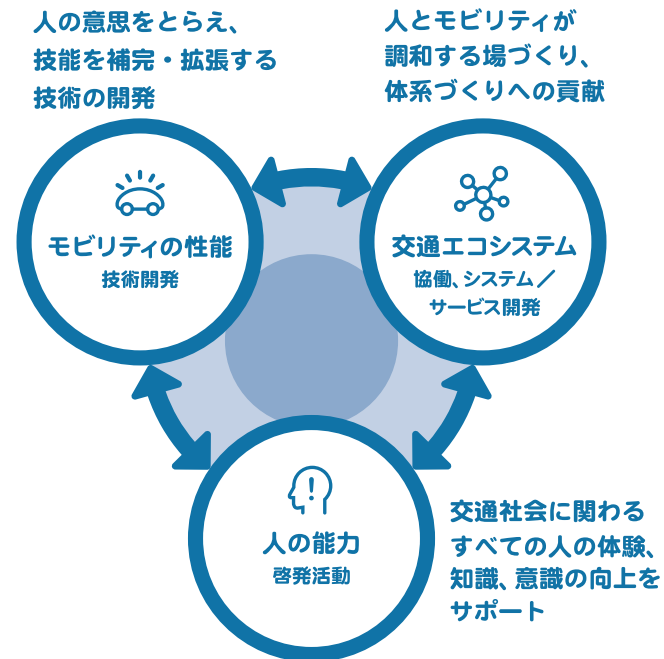 人の意思をとらえ、
技能を補完・拡張する
技術の開発
人とモビリティが
調和する場づくり、
体系づくりへの貢献
モビリティの性能
技術開発
交通エコシステム
協働、システム／
サービス開発
人の能力
啓発活動
交通社会に関わる
すべての人の体験、
知識、意識の向上を
サポート